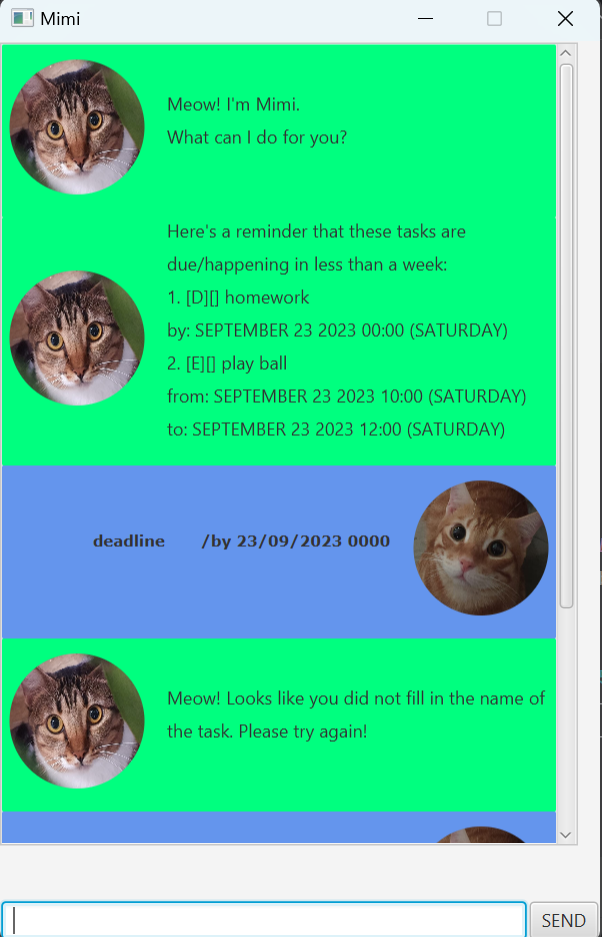 Mimi
Meow! I'm Mimi.
What can I do for you?
Here's a reminder that these tasks are
due/happening in less than a week:
1. [D][] homework
by: SEPTEMBER 23 2023 00:00 (SATURDAY)
2. [E][] play ball
from: SEPTEMBER 23 2023 10:00 (SATURDAY)
to: SEPTEMBER 23 2023 12:00 (SATURDAY)
deadline /by 23/09/2023 0000
Meow! Looks like you did not fill in the name of
the task. Please try again!
SEND